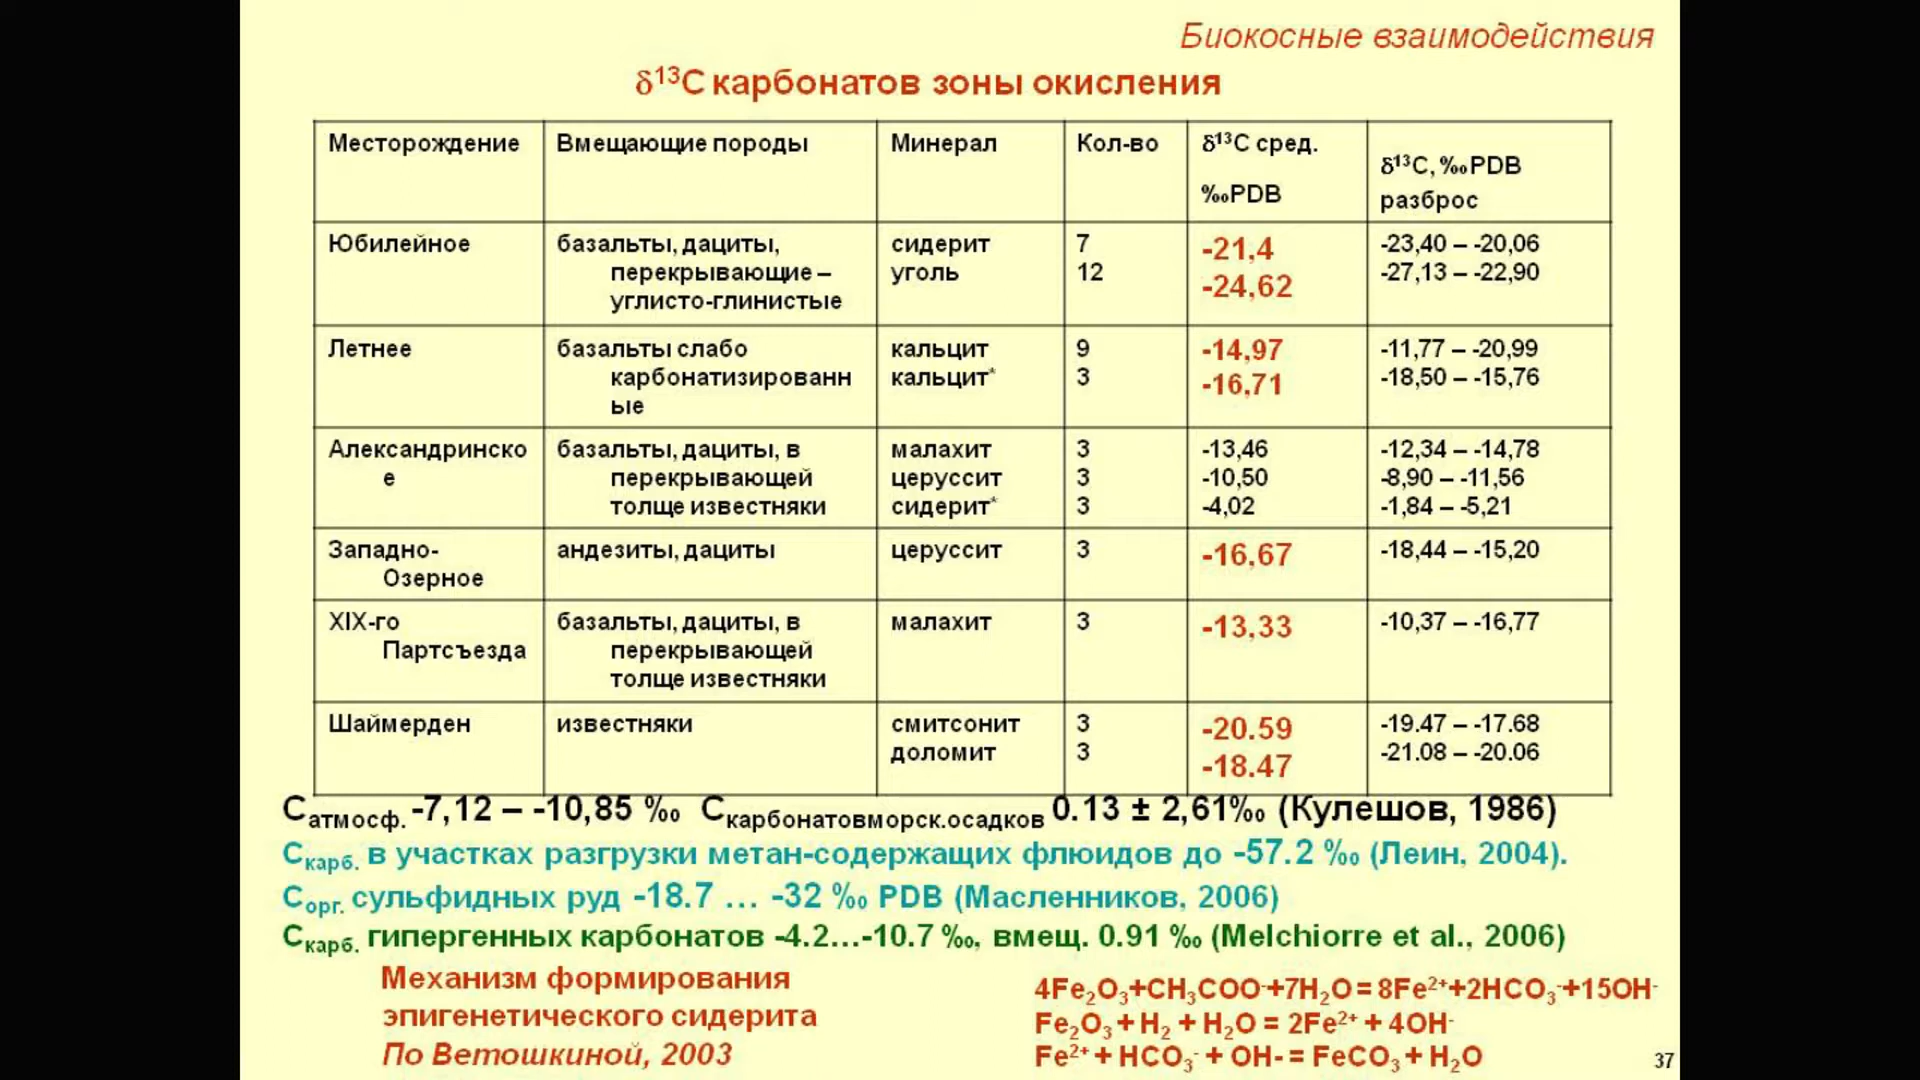 Биокосные взаимодействия
δ13C карбонатов зоны окисления
Месторождение Вмещающие породы Минерал Кол-во δ13C сред. ‰PDB δ13C, ‰PDB разброс
Юбилейное базальты, дациты, перекрывающие – углисто-глинистые сидерит уголь 7 12 -21,4 -24,62 -23,40 – -20,06 -27,13 – -22,90
Летнее базальты слабо карбонатизированн ые кальцит кальцит* 9 3 -14,97 -16,71 -11,77 – -20,99 -18,50 – -15,76
Александринско е базальты, дациты, в перекрывающей толще известняки малахит церуссит сидерит* 3 3 3 -13,46 -10,50 -4,02 -12,34 – -14,78 -8,90 – -11,56 -1,84 – -5,21
Западно- Озерное андезиты, дациты церуссит 3 -16,67 -18,44 – -15,20
XIX-го Партсъезда базальты, дациты, в перекрывающей толще известняки малахит 3 -13,33 -10,37 – -16,77
Шаймерден известняки смитсонит доломит 3 3 -20.59 -18.47 -19.47 – -17.68 -21.08 – -20.06
Cатмосф. -7,12 – -10,85 ‰ Cкарбонатовморск.осадков 0.13 ± 2,61‰ (Кулешов, 1986)
Cкарб. в участках разгрузки метан-содержащих флюидов до -57.2 ‰ (Леин, 2004).
Cорг. сульфидных руд -18.7 … -32 ‰ PDB (Масленников, 2006)
Cкарб. гипергенных карбонатов -4.2…-10.7 ‰, вмещ. 0.91 ‰ (Melchiorre et al., 2006)
Механизм формирования
эпигенетического сидерита
По Ветошкиной, 2003
4Fe2O3+CH3COO-+7H2O = 8Fe2++2HCO3-+15OH-
Fe2O3 + H2 + H2O = 2Fe2+ + 4OH-
Fe2+ + HCO3- + OH- = FeCO3 + H2O
37